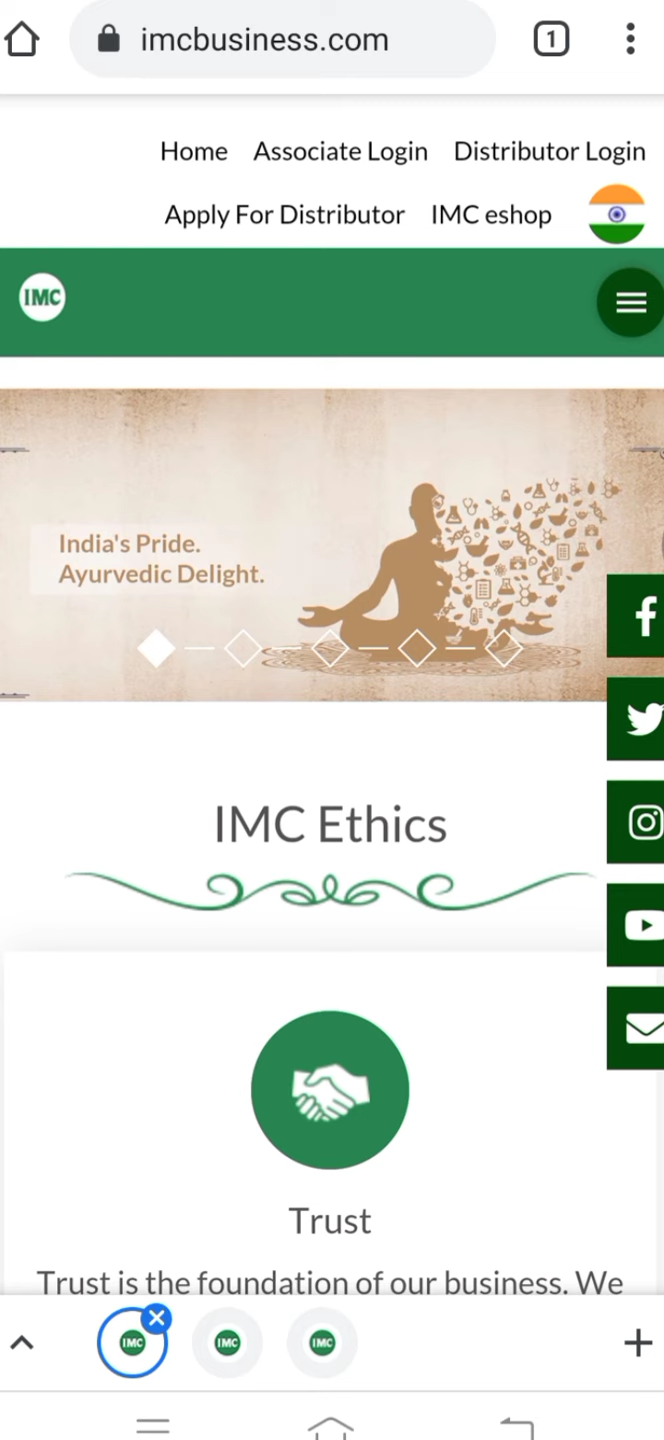 imcbusiness.com
1
Home Associate Login Distributor Login
Apply For Distributor IMC eshop
IMC
India's Pride.
Ayurvedic Delight.
IMC Ethics
Trust
Trust is the foundation of our business. We
IMC IMC IMC